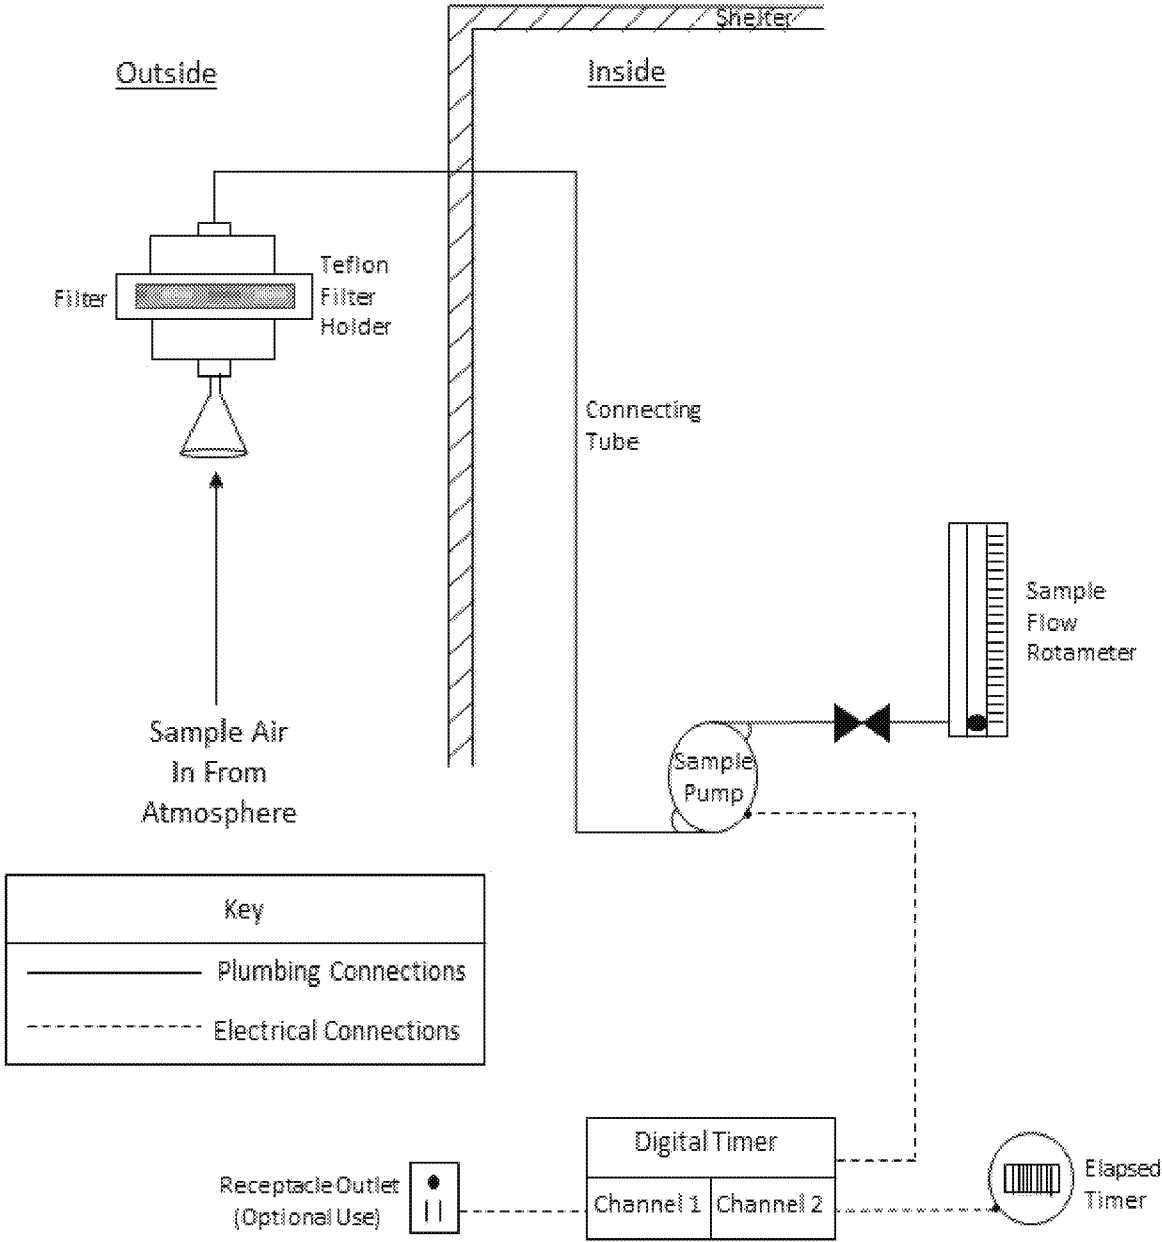 Shelter
Outside
Inside
Filter
Teflon
Filter
Holder
Connecting
Tube
Sample
Flow
Rotameter
Sample Air
In From
Atmosphere
Sample
Pump
Key
Plumbing Connections
Electrical Connections
Digital Timer
Channel 1
Channel 2
Receptacle Outlet
(Optional Use)
Elapsed
Timer